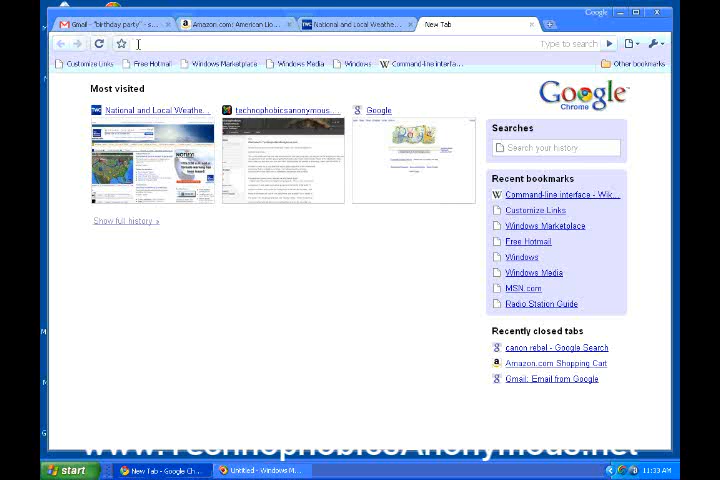 Google
Gmail - "birthday party" - s...
Amazon.com: American Lio...
National and Local Weathe...
New Tab
Type to search
Customize Links
Free Hotmail
Windows Marketplace
Windows Media
Windows
Command-line interfa...
Other bookmarks
Most visited
Google
Chrome
National and Local Weathe...
technophobicsanonymous....
Google
Searches
Search your history
Recent bookmarks
Command-line interface - Wik...
Customize Links
Windows Marketplace
Free Hotmail
Windows
Windows Media
MSN.com
Radio Station Guide
Show full history »
Recently closed tabs
canon rebel - Google Search
Amazon.com Shopping Cart
Gmail: Email from Google
www.TechnophobicsAnonymous.net
start
New Tab - Google Ch...
Untitled - Windows M...